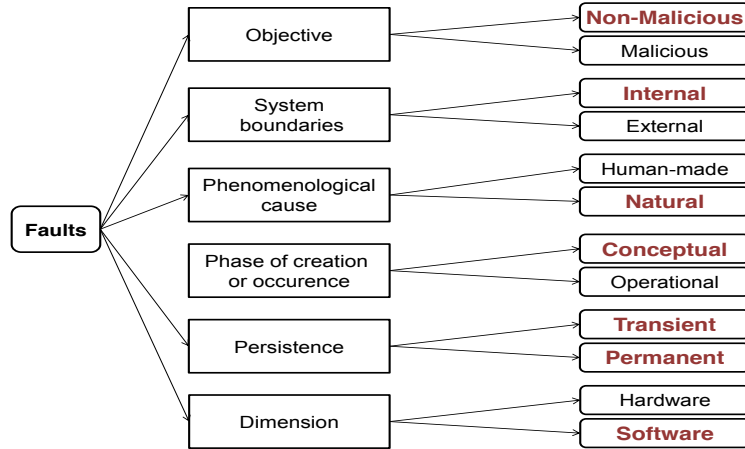 Faults
Objective
Non-Malicious
Malicious
System
boundaries
Internal
External
Phenomenological
cause
Human-made
Natural
Phase of creation
or occurence
Conceptual
Operational
Persistence
Transient
Permanent
Dimension
Hardware
Software